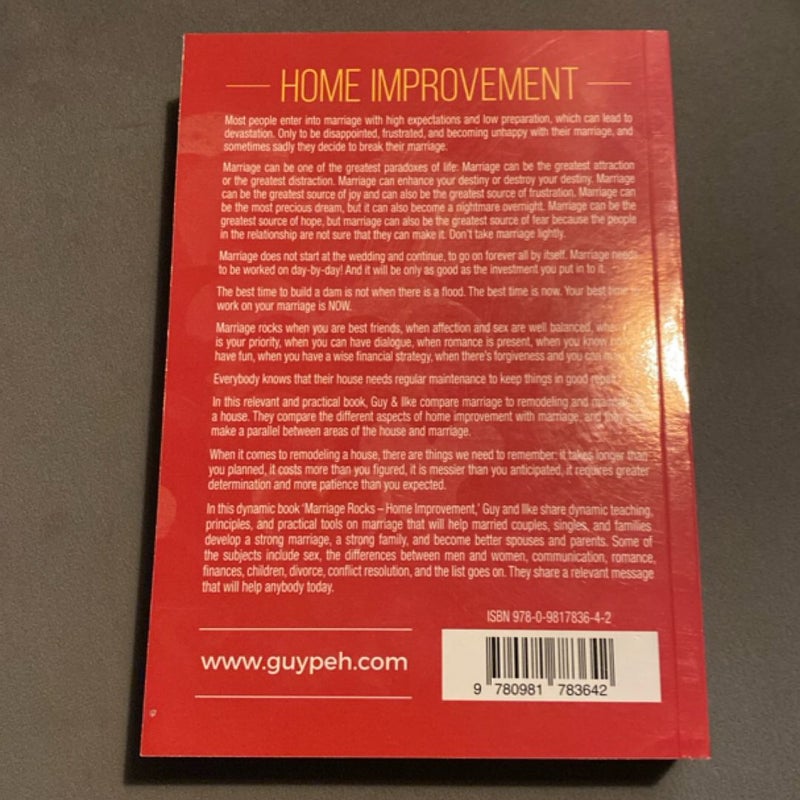 HOME IMPROVEMENT
Most people enter into marriage with high expectations and low preparation, which can lead to
devastation. Only to be disappointed, frustrated, and becoming unhappy with their marriage, and
sometimes sadly they decide to break their marriage.
Marriage can be one of the greatest paradoxes of life: Marriage can be the greatest attraction
or the greatest distraction. Marriage can enhance your destiny or destroy your destiny. Marriage
can be the greatest source of joy and can also be the greatest source of frustration. Marriage can
be the most precious dream, but it can also become a nightmare overnight. Marriage can be the
greatest source of hope, but marriage can also be the greatest source of fear because the people
in the relationship are not sure that they can make it. Don't take marriage lightly.
Marriage does not start at the wedding and continue, to go on forever all by itself. Marriage needs
to be worked on day-by-day! And it will be only as good as the investment you put in to it.
The best time to build a dam is not when there is a flood. The best time is now. Your best time
work on your marriage is NOW.
Marriage rocks when you are best friends, when affection and sex are well balanced,
is your priority, when you can have dialogue, when romance is present, when you know
have fun, when you have a wise financial strategy, when there's forgiveness and you can
Everybody knows that their house needs regular maintenance to keep things in good repair.
In this relevant and practical book, Guy & Ilke compare marriage to remodeling and
a house. They compare the different aspects of home improvement with marriage, and they
make a parallel between areas of the house and marriage.
When it comes to remodeling a house, there are things we need to remember: it takes longer than
you planned, it costs more than you figured, it is messier than you anticipated, it requires greater
determination and more patience than you expected.
In this dynamic book 'Marriage Rocks – Home Improvement,' Guy and Ilke share dynamic teaching,
principles, and practical tools on marriage that will help married couples, singles, and families
develop a strong marriage, a strong family, and become better spouses and parents. Some of
the subjects include sex, the differences between men and women, communication, romance,
finances, children, divorce, conflict resolution, and the list goes on. They share a relevant message
that will help anybody today.
ISBN 978-0-9817836-4-2
www.guypeh.com
9 780981 783642